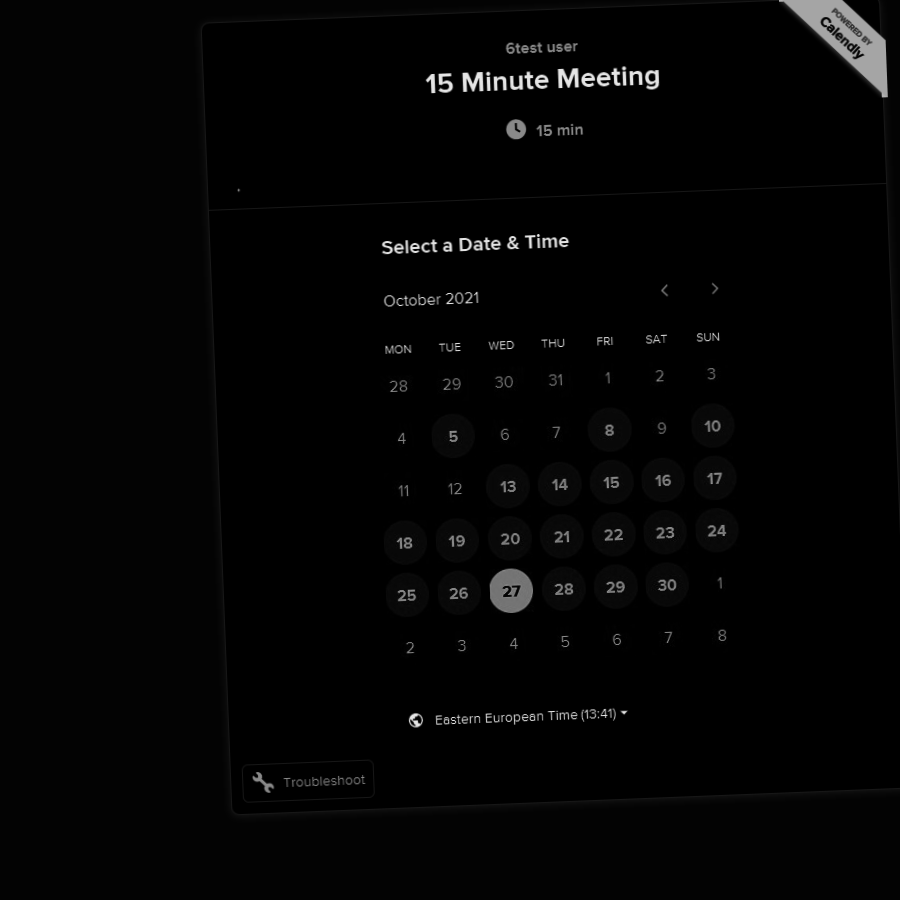 POWERED BY
Calendly
6test user
15 Minute Meeting
15 min
Select a Date & Time
October 2021
MON TUE WED THU FRI SAT SUN
28 29 30 31 1 2 3
4 5 6 7 8 9 10
11 12 13 14 15 16 17
18 19 20 21 22 23 24
25 26 27 28 29 30 1
2 3 4 5 6 7 8
Eastern European Time (13:41)
Troubleshoot